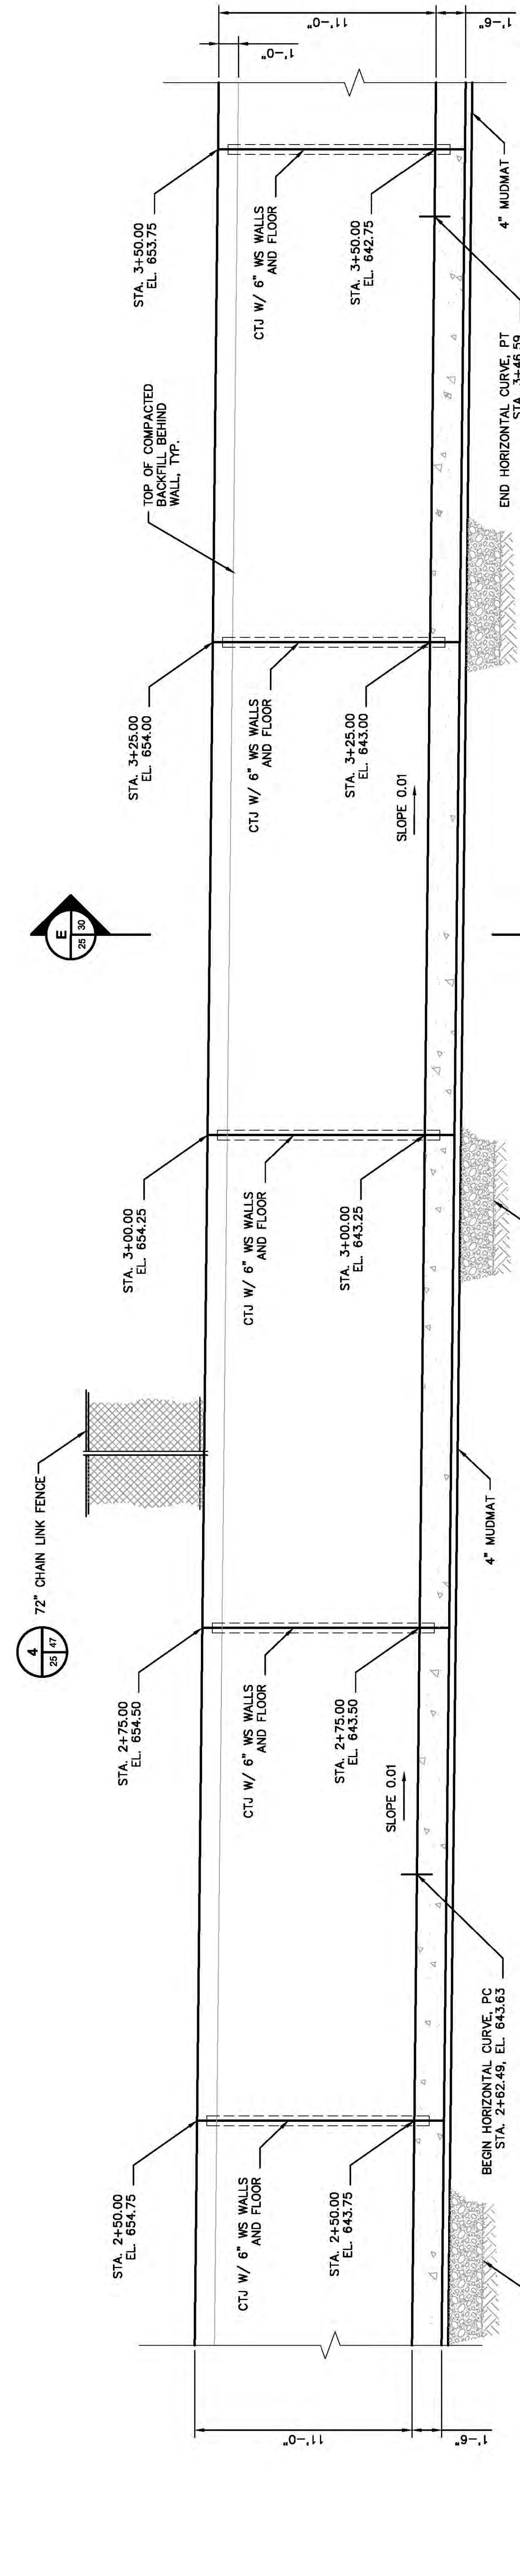 4
25 47
72" CHAIN LINK FENCE
E
25 30
STA. 2+50.00
EL. 654.75
STA. 2+75.00
EL. 654.50
STA. 3+00.00
EL. 654.25
STA. 3+25.00
EL. 654.00
TOP OF COMPACTED
BACKFILL BEHIND
WALL, TYP.
STA. 3+50.00
EL. 653.75
1'-0"
11'-0"
CTJ W/ 6" WS WALLS
AND FLOOR
CTJ W/ 6" WS WALLS
AND FLOOR
CTJ W/ 6" WS WALLS
AND FLOOR
CTJ W/ 6" WS WALLS
AND FLOOR
CTJ W/ 6" WS WALLS
AND FLOOR
11'-0"
STA. 2+50.00
EL. 643.75
STA. 2+75.00
EL. 643.50
STA. 3+00.00
EL. 643.25
STA. 3+25.00
EL. 643.00
STA. 3+50.00
EL. 642.75
SLOPE 0.01
SLOPE 0.01
1'-6"
1'-6"
BEGIN HORIZONTAL CURVE, PC
STA. 2+62.49, EL. 643.63
4" MUDMAT
END HORIZONTAL CURVE, PT
STA. 3+46.59
4" MUDMAT